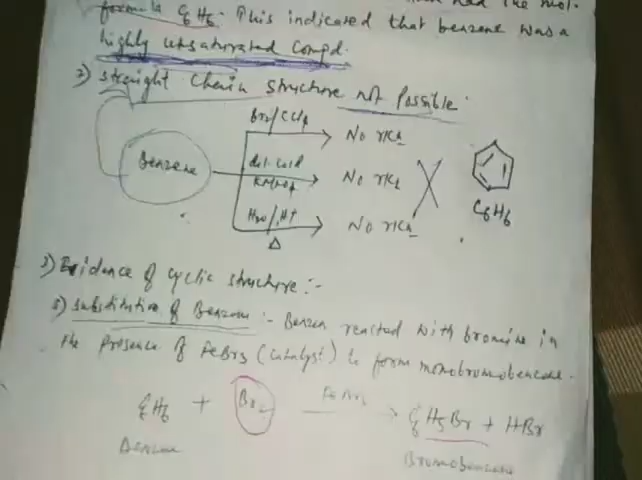 formula C6H6. This indicated that benzene was a
highly unsaturated compd.
2) straight chain structure not possible.
Br2/CCl4
No rxn
Benzene
dil. cold
KMnO4
No rxn
H2O/H+
Δ
No rxn
C6H6
3) Evidence of cyclic structure :-
substitution of Benzene :- Benzen reacted with bromine in
the presence of FeBr3 (catalyst) to form monobromobenzene.
C6H6 + Br2 FeBr3 → C6H5Br + HBr
Benzene
Bromobenzene